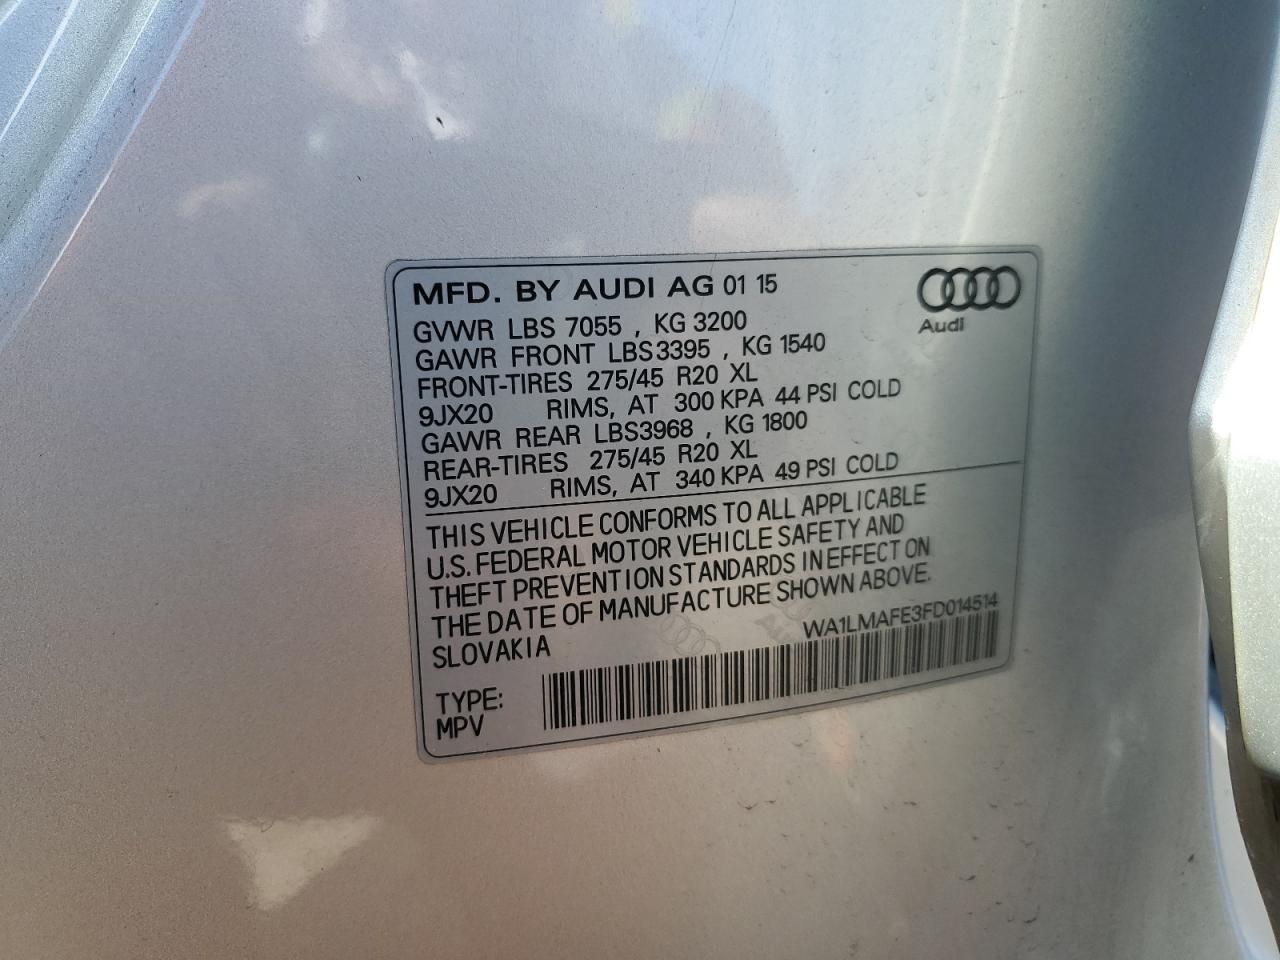 MFD. BY AUDI AG 01 15
Audi
GVWR LBS 7055 , KG 3200
GAWR FRONT LBS3395 , KG 1540
FRONT-TIRES 275/45 R20 XL
9JX20 RIMS, AT 300 KPA 44 PSI COLD
GAWR REAR LBS3968 , KG 1800
REAR-TIRES 275/45 R20 XL
9JX20 RIMS, AT 340 KPA 49 PSI COLD
THIS VEHICLE CONFORMS TO ALL APPLICABLE
U.S. FEDERAL MOTOR VEHICLE SAFETY AND
THEFT PREVENTION STANDARDS IN EFFECT ON
THE DATE OF MANUFACTURE SHOWN ABOVE.
SLOVAKIA
WA1LMAFE3FD014514
TYPE:
MPV